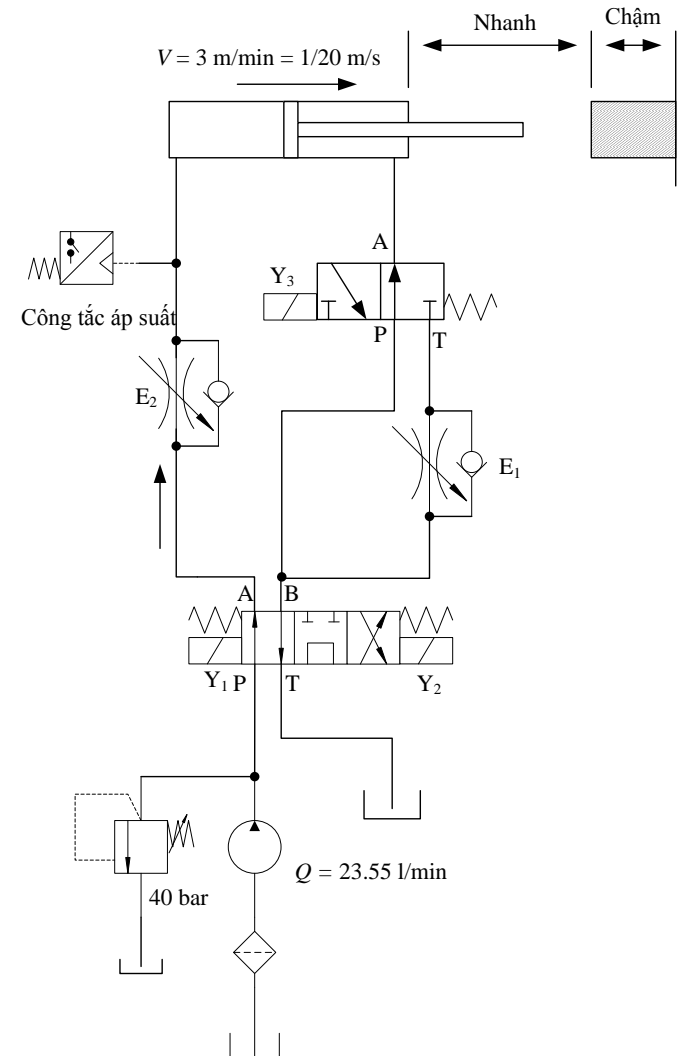 Chậm
Nhanh
V = 3 m/min = 1/20 m/s
A
Y3
Công tắc áp suất
P
T
E2
E1
A
B
Y1
P
T
Y2
Q = 23.55 l/min
40 bar